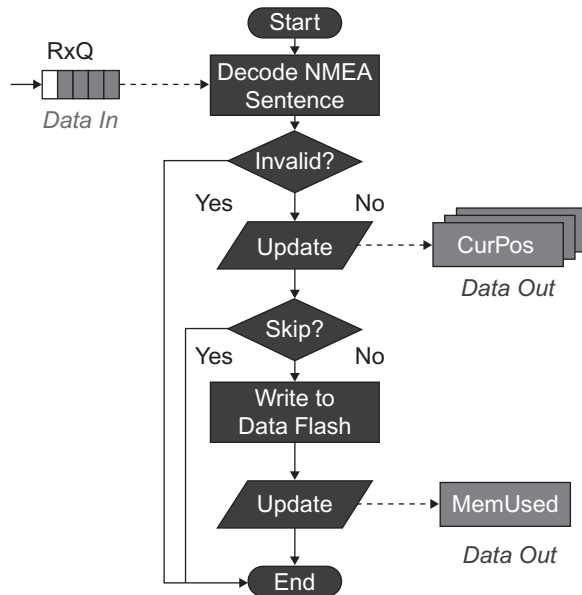 Start
RxQ
Decode NMEA
Sentence
Data In
Invalid?
Yes No
Update
CurPos
Data Out
Skip?
Yes No
Write to
Data Flash
Update
MemUsed
Data Out
End